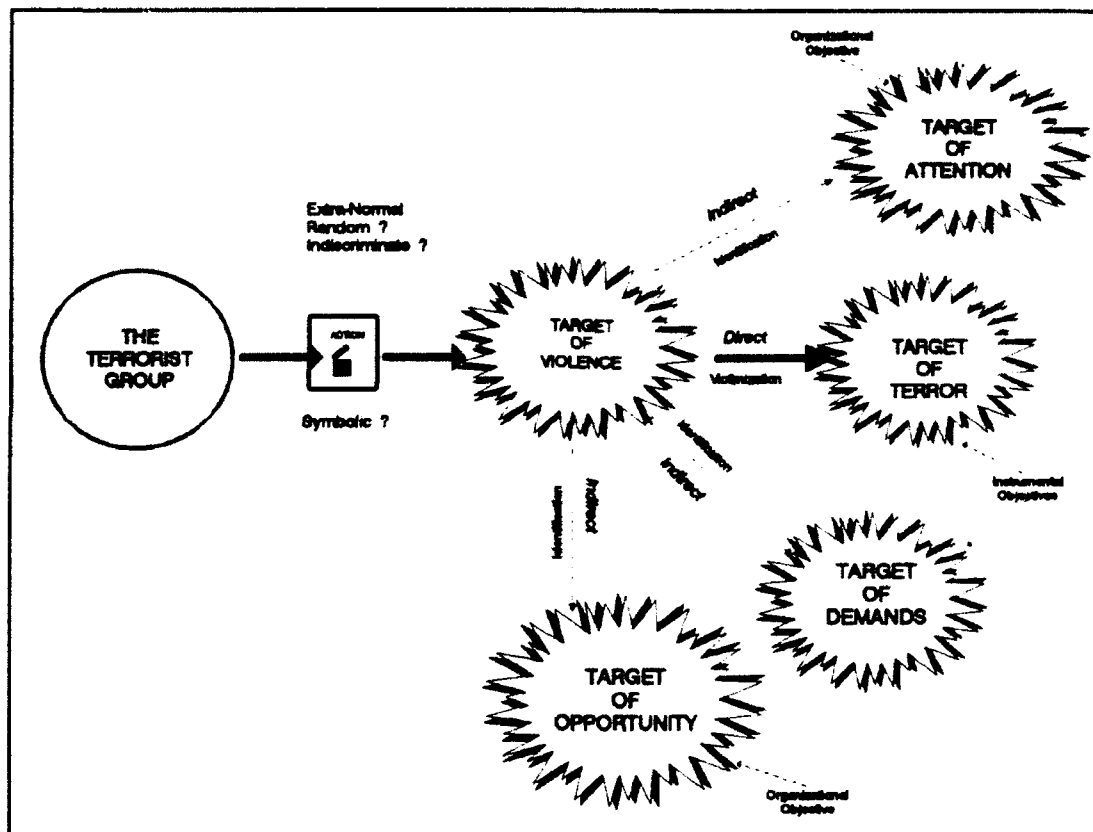 Organizational
Objective
TARGET
OF
ATTENTION
Extra-Normal
Random ?
Indiscriminate ?
Indirect
Identification
THE
TERRORIST
GROUP
ACTION
TARGET
OF
VIOLENCE
Direct
Victimization
TARGET
OF
TERROR
Symbolic ?
Identification
Indirect
Identification
Indirect
Instrumental
Objectives
TARGET
OF
DEMANDS
TARGET
OF
OPPORTUNITY
Organizational
Objective